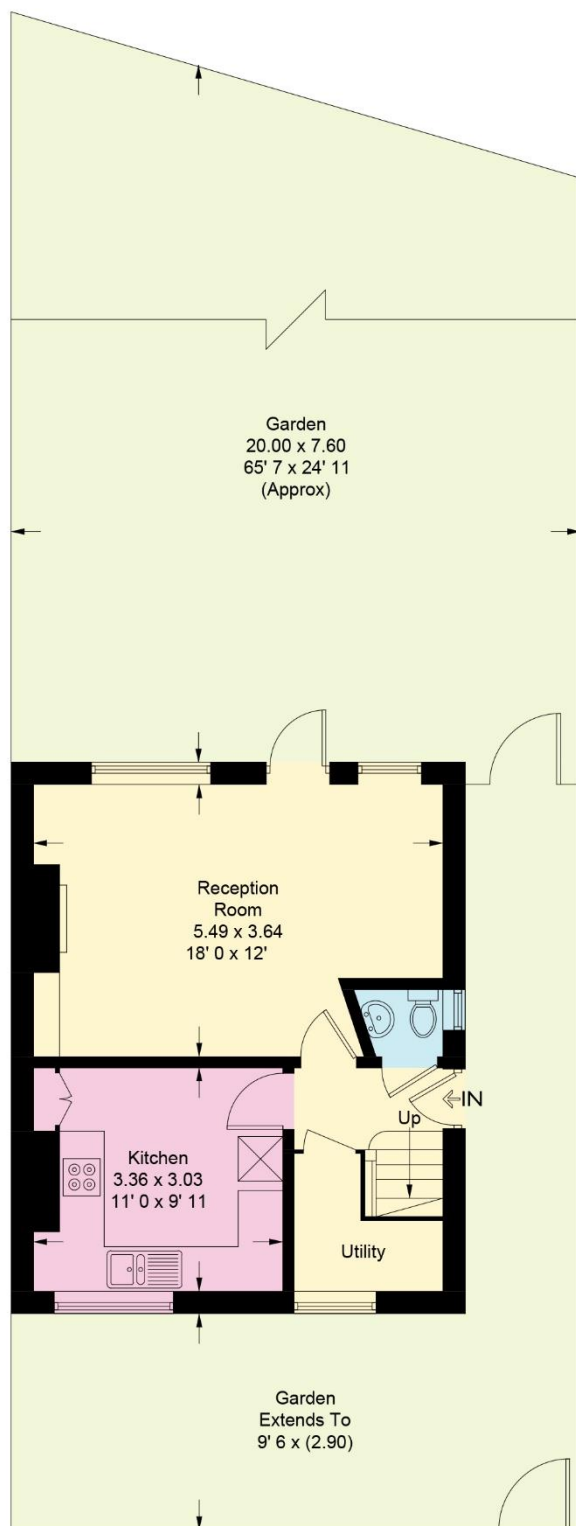 Garden
20.00 x 7.60
65' 7 x 24' 11
(Approx)
Reception
Room
5.49 x 3.64
18' 0 x 12'
IN
Up
Kitchen
3.36 x 3.03
11' 0 x 9' 11
Utility
Garden
Extends To
9' 6 x (2.90)